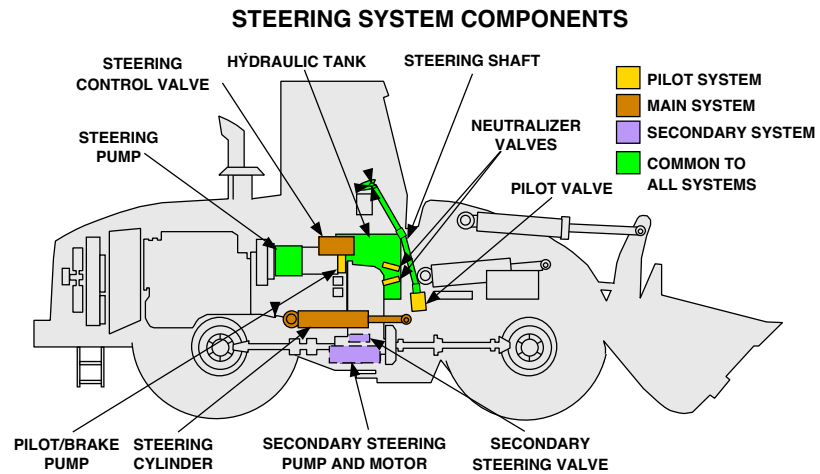 STEERING SYSTEM COMPONENTS
STEERING
CONTROL VALVE
HYDRAULIC TANK
STEERING SHAFT
PILOT SYSTEM
MAIN SYSTEM
SECONDARY SYSTEM
COMMON TO
ALL SYSTEMS
STEERING
PUMP
NEUTRALIZER
VALVES
PILOT VALVE
PILOT/BRAKE
PUMP
STEERING
CYLINDER
SECONDARY STEERING
PUMP AND MOTOR
SECONDARY
STEERING VALVE